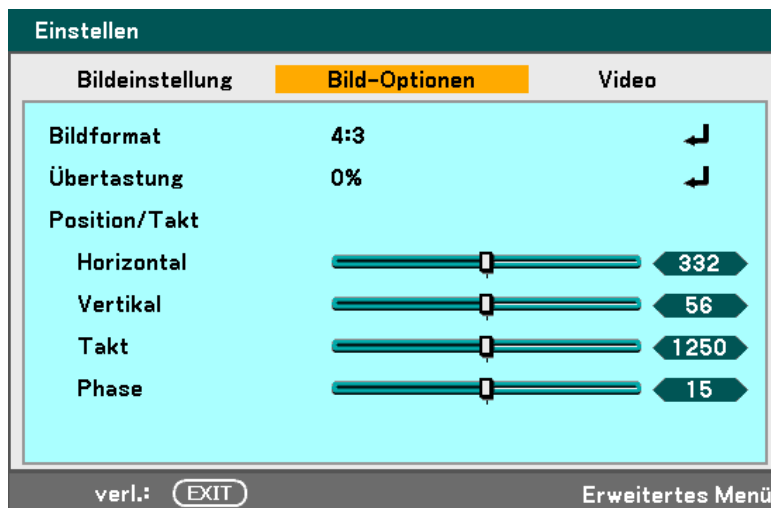 Einstellen
Bildeinstellung Bild-Optionen Video
Bildformat 4:3
Übertastung 0%
Position/Takt
Horizontal 332
Vertikal 56
Takt 1250
Phase 15
verl.: EXIT Erweitertes Menü